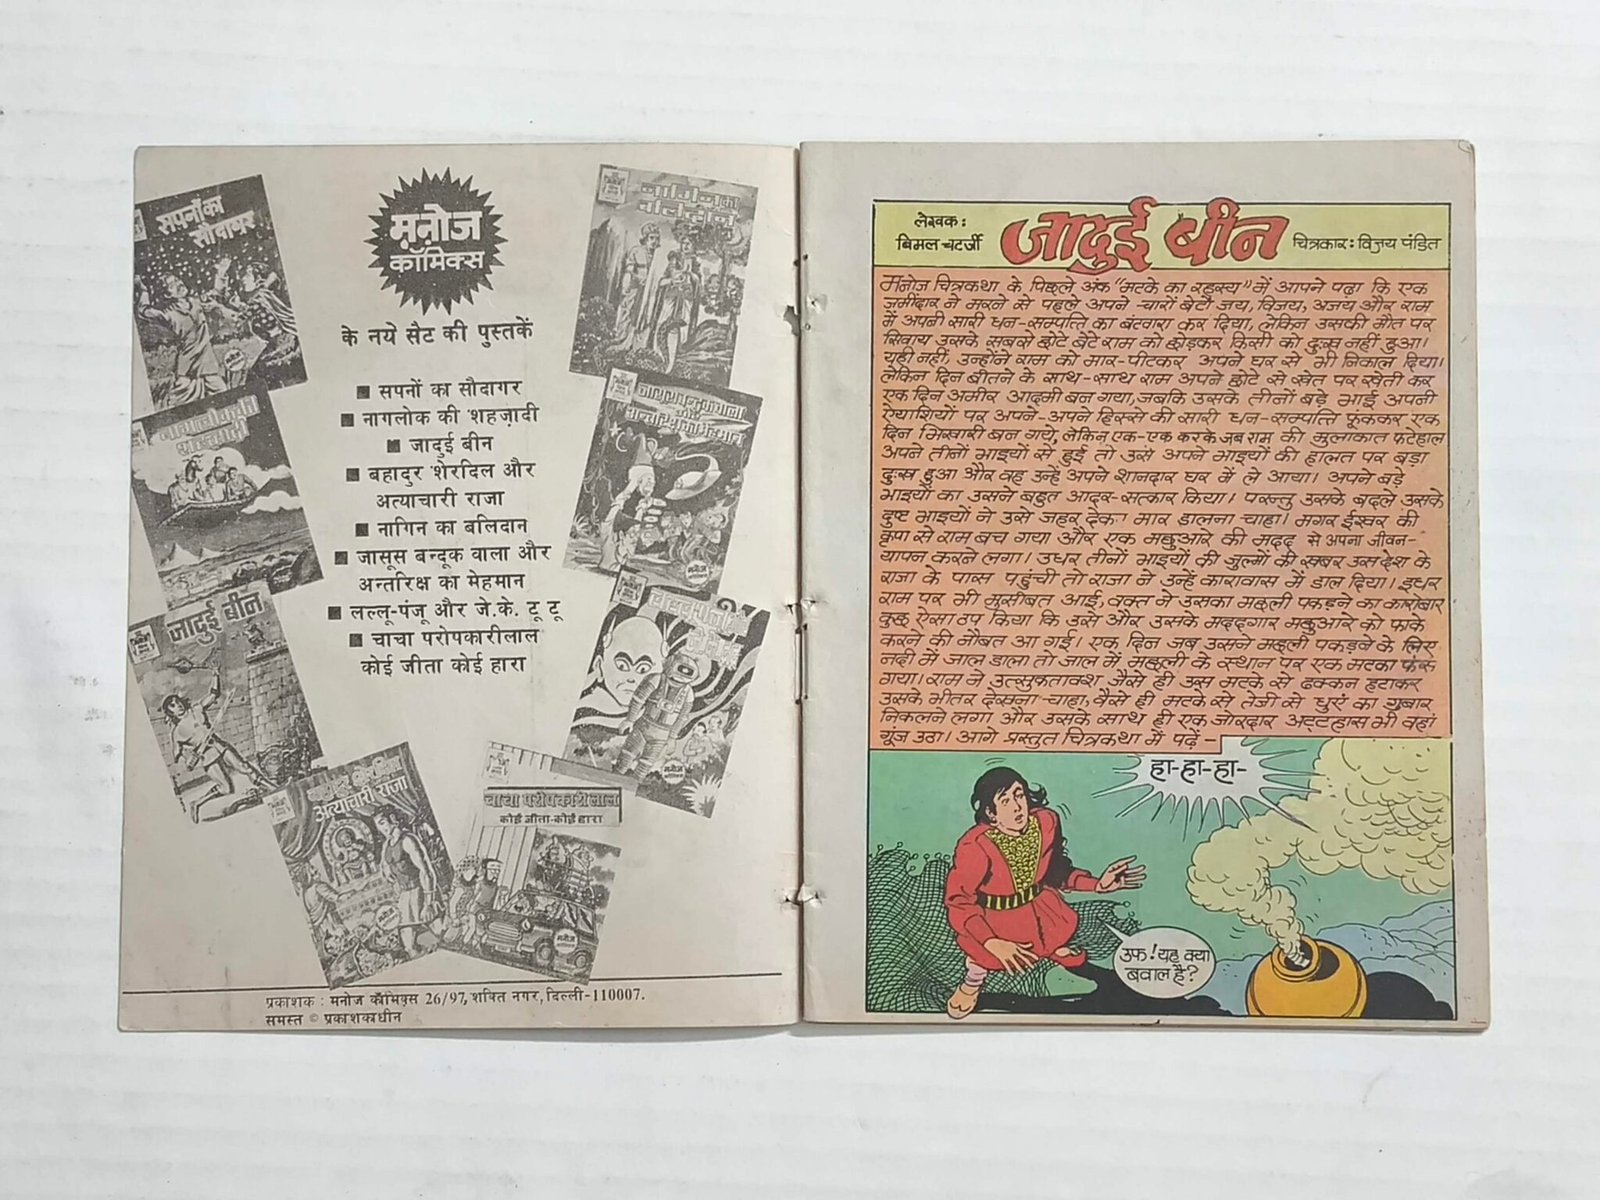 मनोज
कॉमिक्स
के नये सैट की पुस्तकें
सपनों का सौदागर
नागलोक की शहज़ादी
जादुई बीन
बहादुर शेरदिल और
अत्याचारी राजा
नागिन का बलिदान
जासूस बन्दूक वाला और
अन्तरिक्ष का मेहमान
लल्लू-पंजू और जे.के. टू टू
चाचा परोपकारीलाल
कोई जीता कोई हारा
सपनों का
सौदागर
नागिन का
बलिदान
जादुई बीन
अत्याचारी राजा
चाचा परोपकारी लाल
कोई जीता-कोई हारा
प्रकाशक : मनोज कॉमिक्स 26/97, शक्ति नगर, दिल्ली-110007.
समस्त © प्रकाशकाधीन
लेखक:
बिमल चटर्जी
जादुई बीन
चित्रकार: विजय पंडित
मनोज चित्रकथा के पिछले अंक "मटके का रहस्य" में आपने पढ़ा कि एक
ज़मींदार ने मरने से पहले अपने चारों बेटों जय, विजय, अजय और राम
में अपनी सारी धन-सम्पत्ति का बंटवारा कर दिया, लेकिन उसकी मौत पर
सिवाय उसके सबसे छोटे बेटे राम को छोड़कर किसी को दुःख नहीं हुआ।
यही नहीं उन्होंने राम को मार-पीटकर अपने घर से भी निकाल दिया।
लेकिन दिन बीतने के साथ-साथ राम अपने छोटे से खेत पर खेती कर
एक दिन अमीर आदमी बन गया, जबकि उसके तीनों बड़े भाई अपनी
ऐय्याशियों पर अपने-अपने हिस्से की सारी धन-सम्पत्ति फूंककर एक
दिन भिखारी बन गये, लेकिन एक-एक करके जब राम की मुलाकात फटेहाल
अपने तीनों भाइयों से हुई तो उसे अपने भाइयों की हालत पर बड़ा
दुःख हुआ और वह उन्हें अपने शानदार घर में ले आया। अपने बड़े
भाइयों का उसने बहुत आदर-सत्कार किया। परन्तु उसके बदले उसके
दुष्ट भाइयों ने उसे जहर देकर मार डालना चाहा। मगर ईश्वर की
कृपा से राम बच गया और एक मछुआरे की मदद से अपना जीवन-
यापन करने लगा। उधर तीनों भाइयों की जुल्मों की खबर उस देश के
राजा के पास पहुंची तो राजा ने उन्हें कारावास में डाल दिया। इधर
राम पर भी मुसीबत आई, वक्त ने उसका मछली पकड़ने का कारोबार
कुछ ऐसा ठप किया कि उसे और उसके मददगार मछुआरे को फाके
करने की नौबत आ गई। एक दिन जब उसने मछली पकड़ने के लिए
नदी में जाल डाला तो जाल में मछली के स्थान पर एक मटका फंस
गया। राम ने उत्सुकतावश जैसे ही उस मटके से ढक्कन हटाकर
उसके भीतर देखना चाहा, वैसे ही मटके से तेजी से धुएं का गुबार
निकलने लगा और उसके साथ ही एक जोरदार अट्टहास भी वहां
गूंज उठा। आगे प्रस्तुत चित्रकथा में पढ़ें -
हा-हा-हा-
उफ! यह क्या
बवाल है?